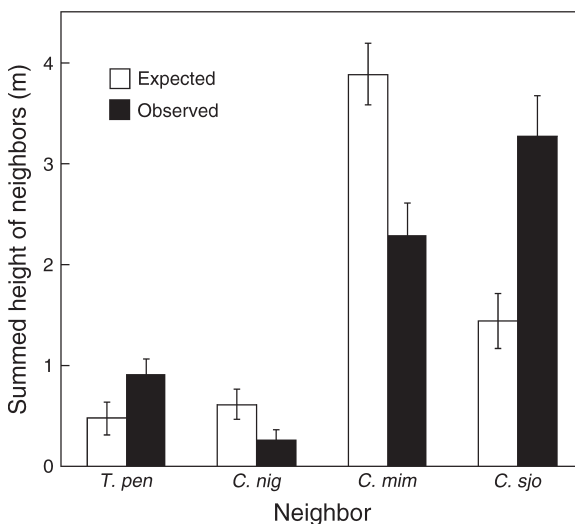 Summed height of neighbors (m)
4
3
2
1
0
Expected
Observed
T. pen
C. nig
C. mim
C. sjo
Neighbor